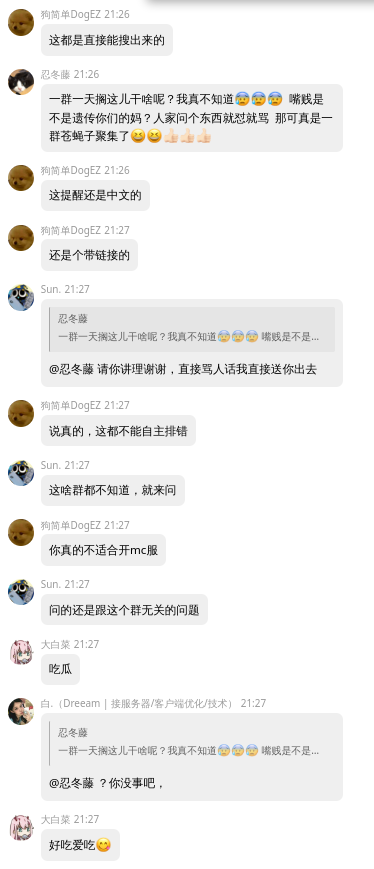 狗简单DogEZ 21:26
这都是直接能搜出来的
忍冬藤 21:26
一群一天搁这儿干啥呢？我真不知道😰😰😰 嘴贱是
不是遗传你们的妈？人家问个东西就怼就骂 那可真是一
群苍蝇子聚集了😆😆👍🏻👍🏻👍🏻
狗简单DogEZ 21:26
这提醒还是中文的
狗简单DogEZ 21:27
还是个带链接的
Sun. 21:27
忍冬藤
一群一天搁这儿干啥呢？我真不知道😰😰😰 嘴贱是不是...
@忍冬藤 请你讲理谢谢，直接骂人话我直接送你出去
狗简单DogEZ 21:27
说真的，这都不能自主排错
Sun. 21:27
这啥群都不知道，就来问
狗简单DogEZ 21:27
你真的不适合开mc服
Sun. 21:27
问的还是跟这个群无关的问题
大白菜 21:27
吃瓜
白.（Dreeam | 接服务器/客户端优化/技术） 21:27
忍冬藤
一群一天搁这儿干啥呢？我真不知道😰😰😰 嘴贱是不是...
@忍冬藤 ？你没事吧，
大白菜 21:27
好吃爱吃😋